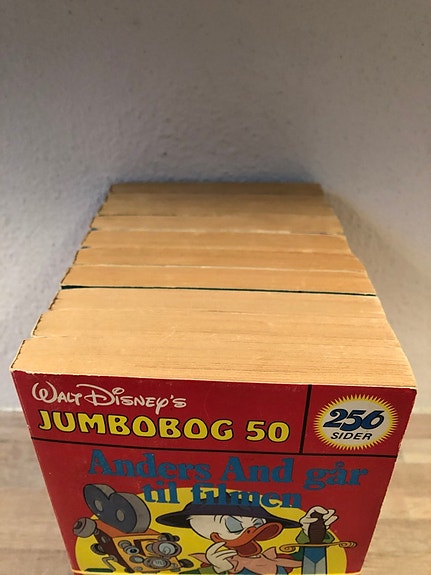 WALT DISNEY'S
JUMBOBOG 50
256
SIDER
Anders And går
til filmen